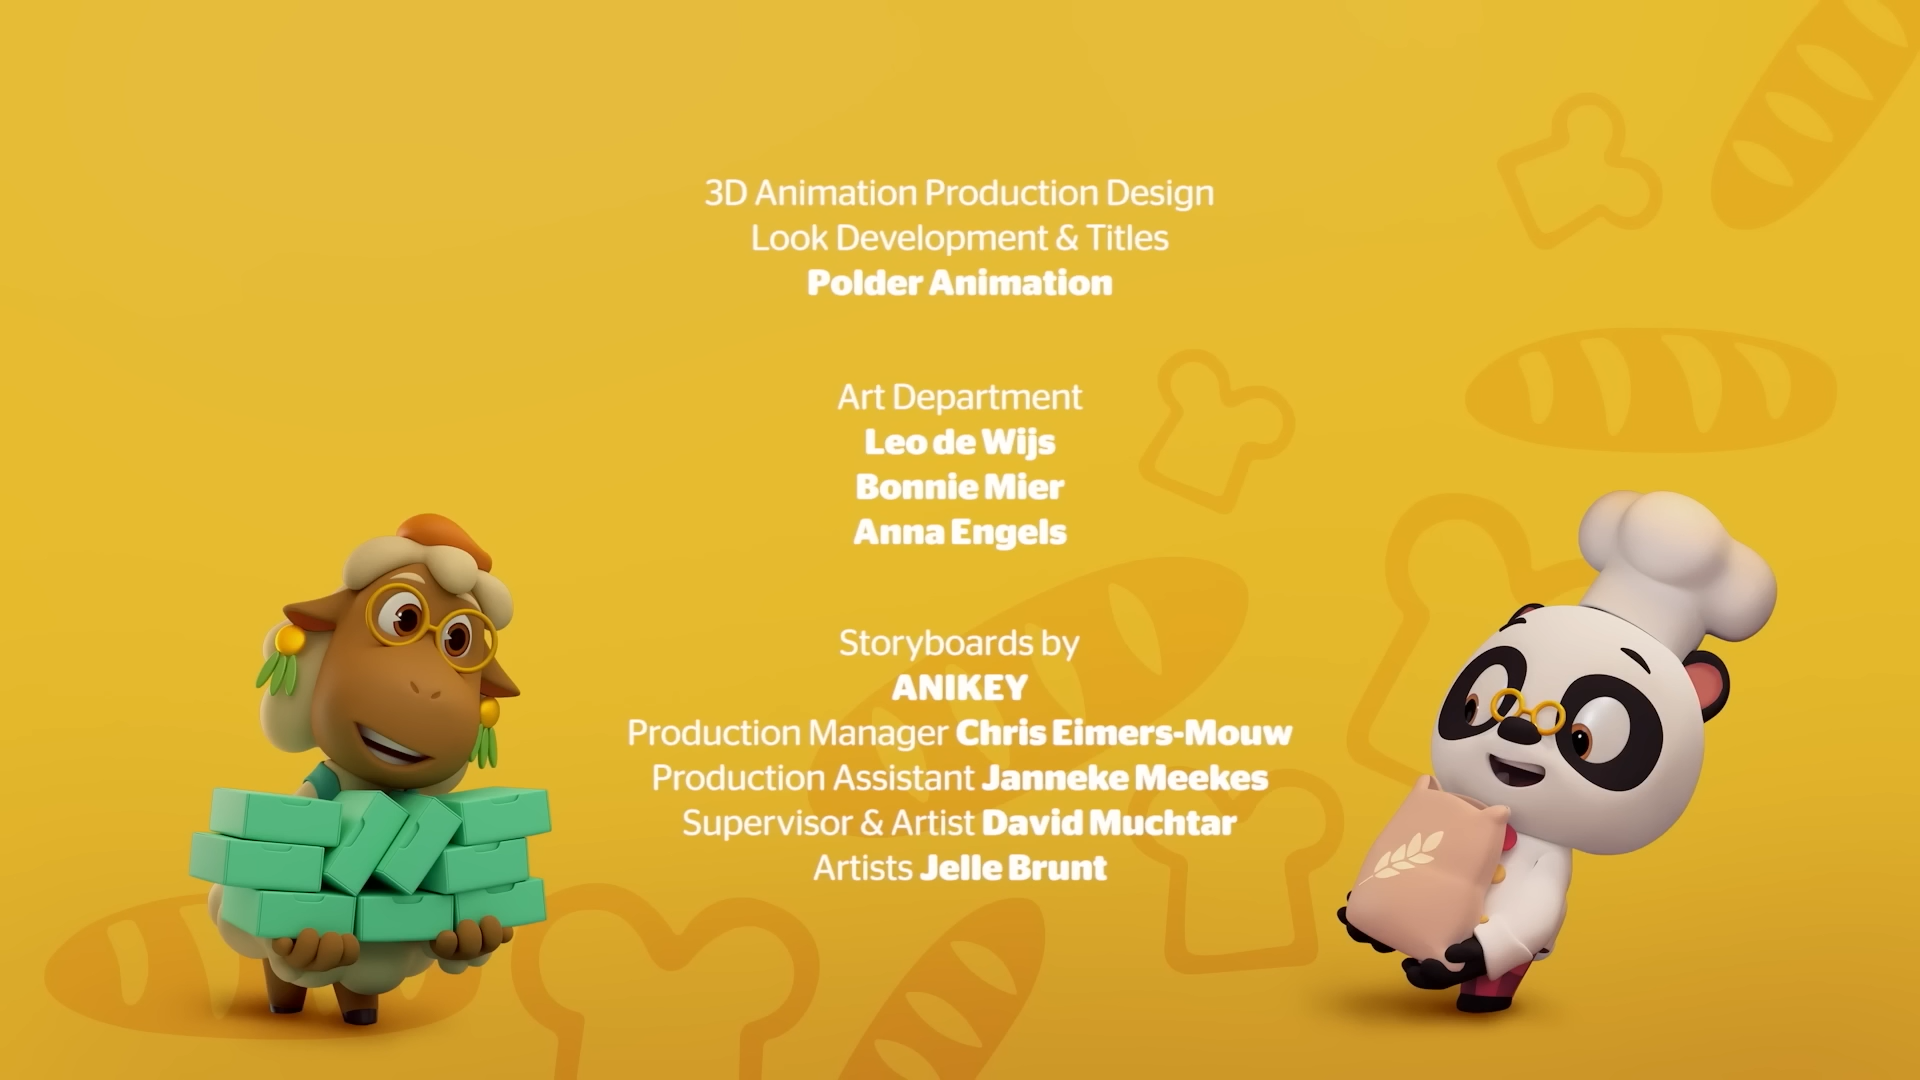 3D Animation Production Design
Look Development & Titles
Polder Animation
Art Department
Leo de Wijs
Bonnie Mier
Anna Engels
Storyboards by
ANIKEY
Production Manager Chris Eimers-Mouw
Production Assistant Janneke Meekes
Supervisor & Artist David Muchtar
Artists Jelle Brunt